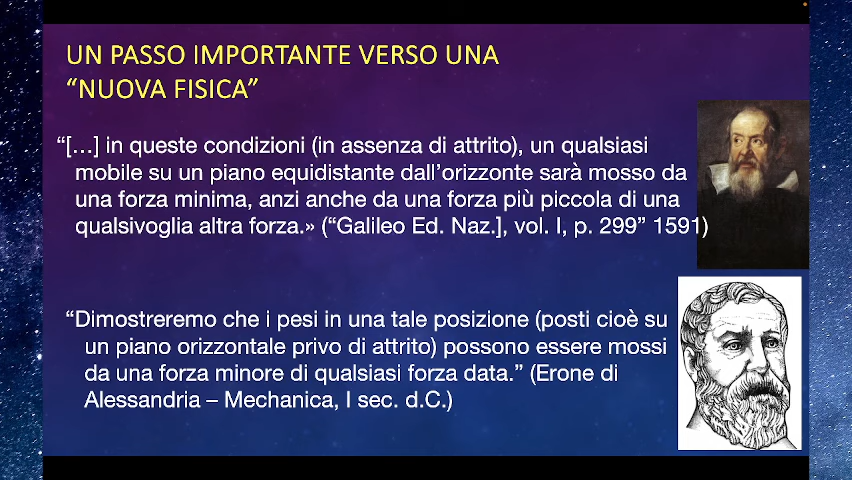 UN PASSO IMPORTANTE VERSO UNA
“NUOVA FISICA”
“[…] in queste condizioni (in assenza di attrito), un qualsiasi
mobile su un piano equidistante dall’orizzonte sarà mosso da
una forza minima, anzi anche da una forza più piccola di una
qualsivoglia altra forza.» (“Galileo Ed. Naz.], vol. I, p. 299” 1591)
“Dimostreremo che i pesi in una tale posizione (posti cioè su
un piano orizzontale privo di attrito) possono essere mossi
da una forza minore di qualsiasi forza data.” (Erone di
Alessandria – Mechanica, I sec. d.C.)